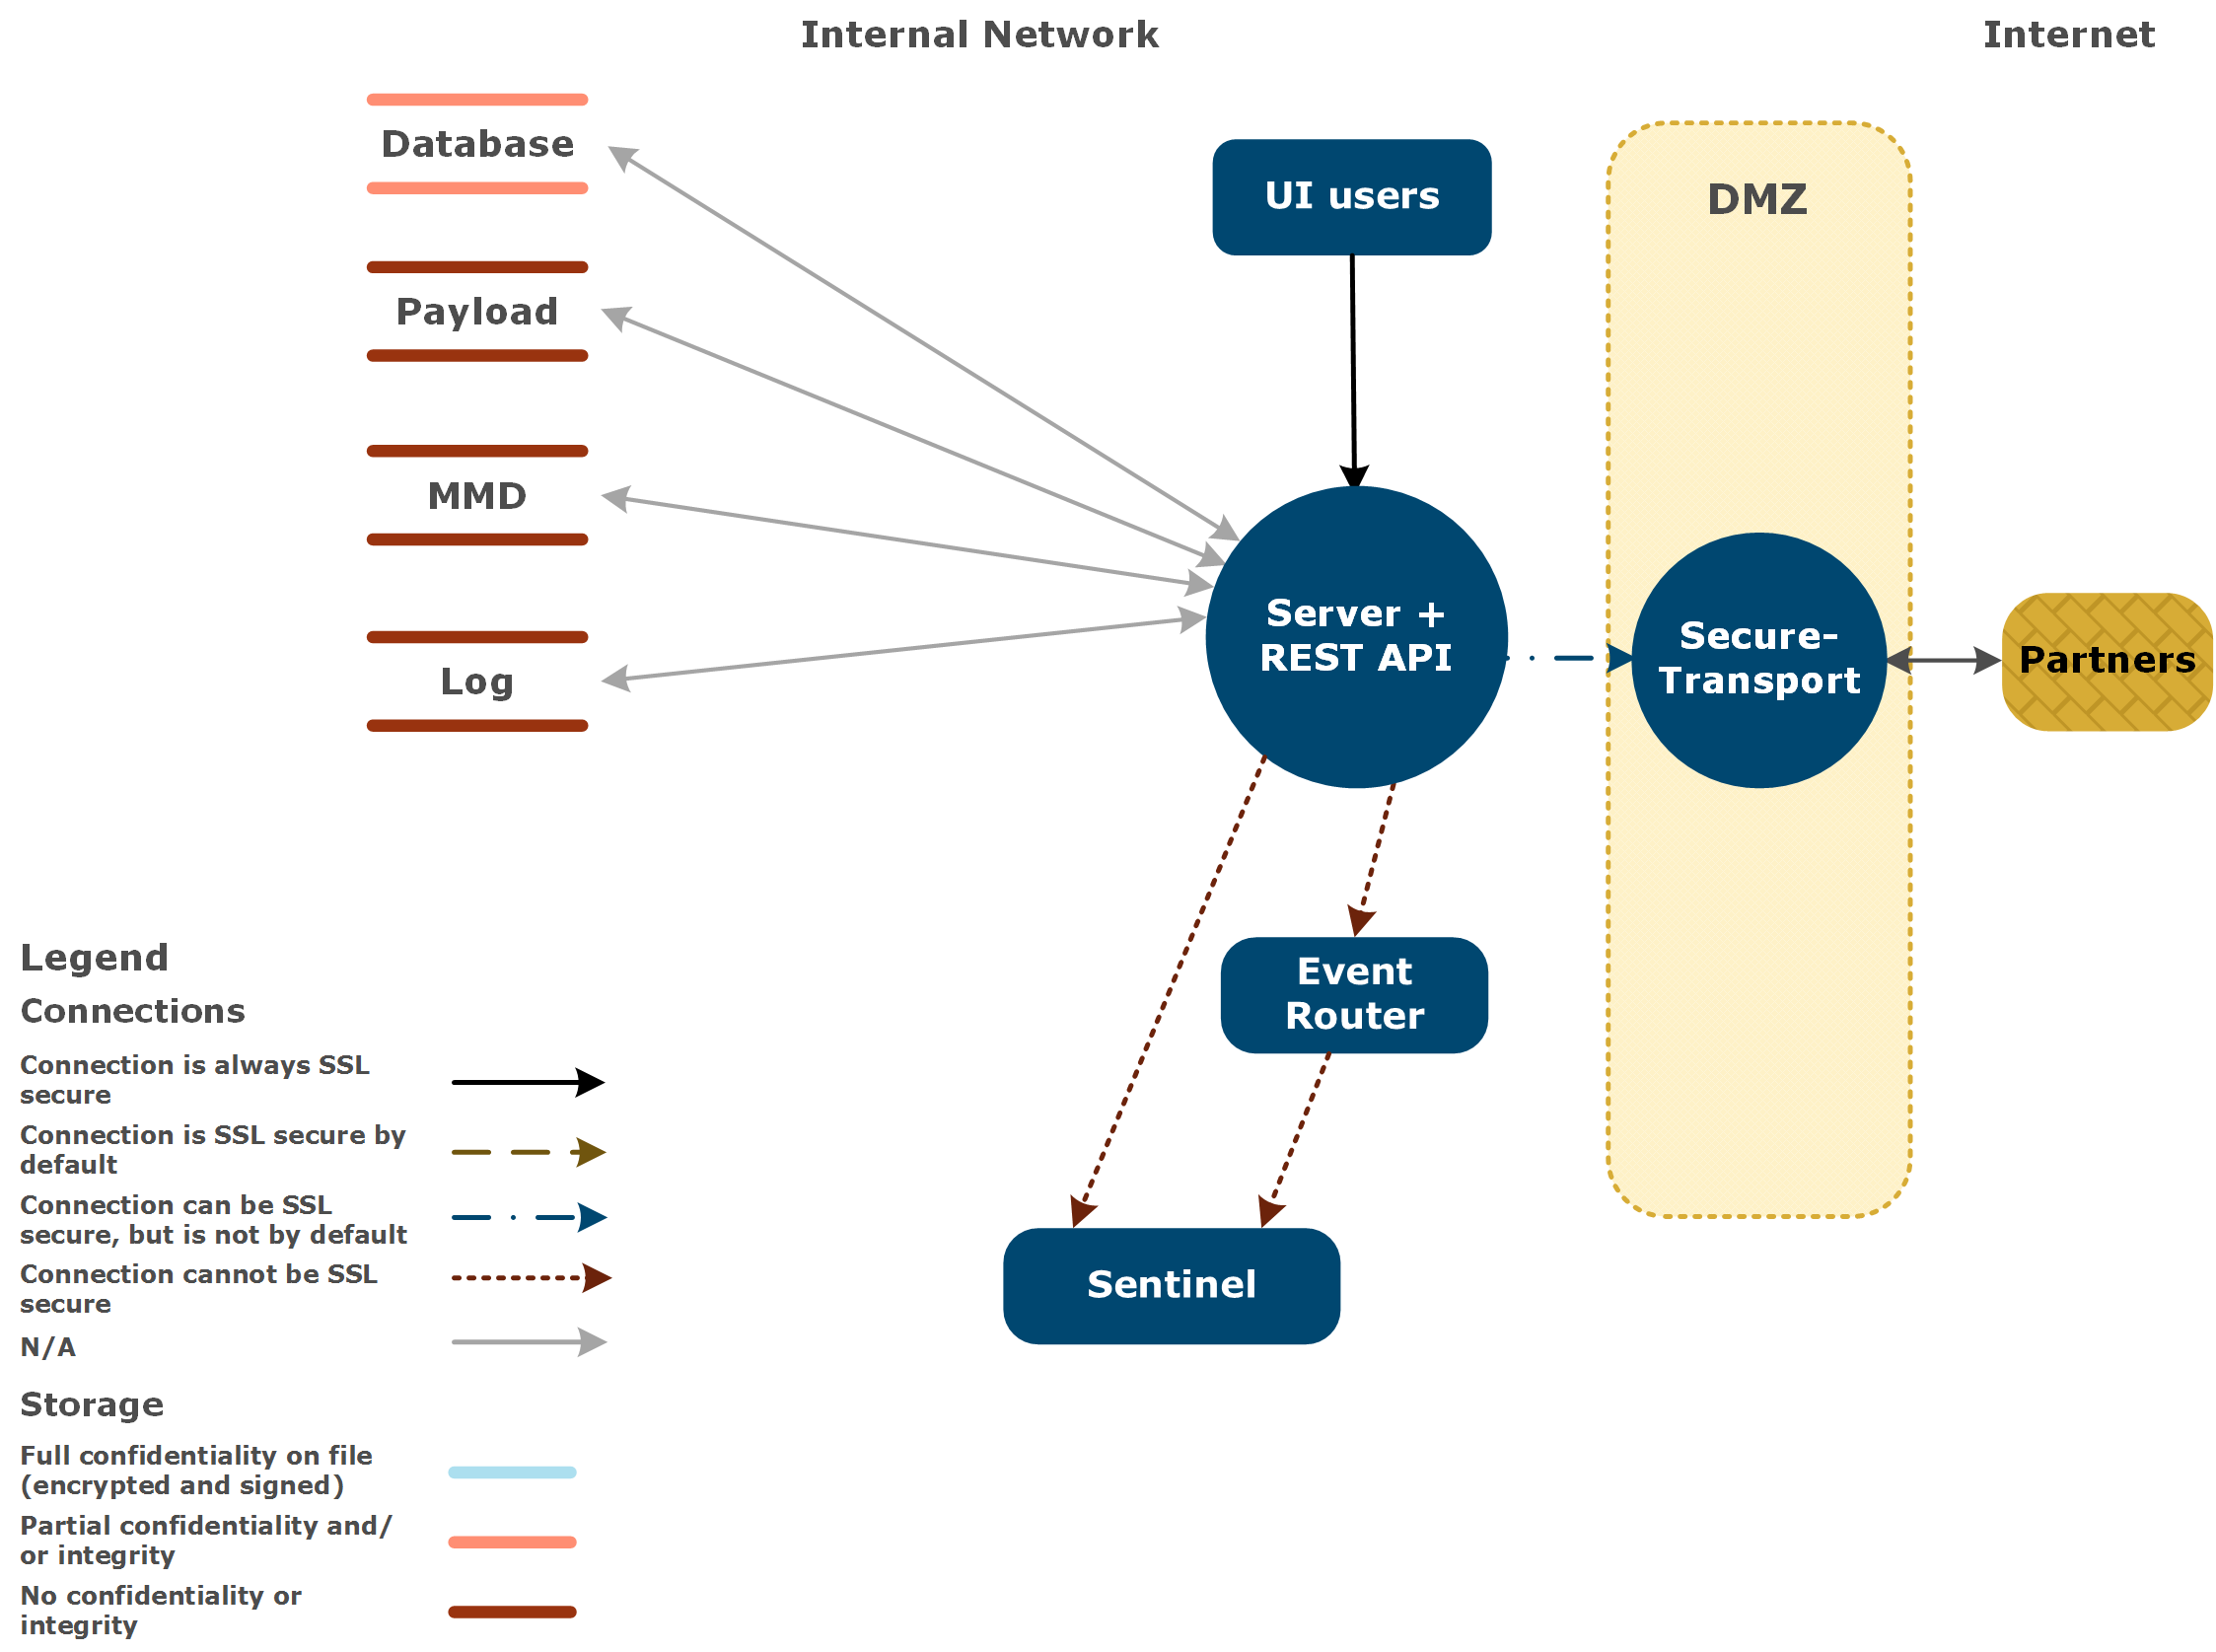 Internal Network
Internet
Database
Payload
MMD
Log
UI users
DMZ
Server +
REST API
Secure-
Transport
Partners
Event
Router
Sentinel
Legend
Connections
Connection is always SSL
secure
Connection is SSL secure by
default
Connection can be SSL
secure, but is not by default
Connection cannot be SSL
secure
N/A
Storage
Full confidentiality on file
(encrypted and signed)
Partial confidentiality and/
or integrity
No confidentiality or
integrity